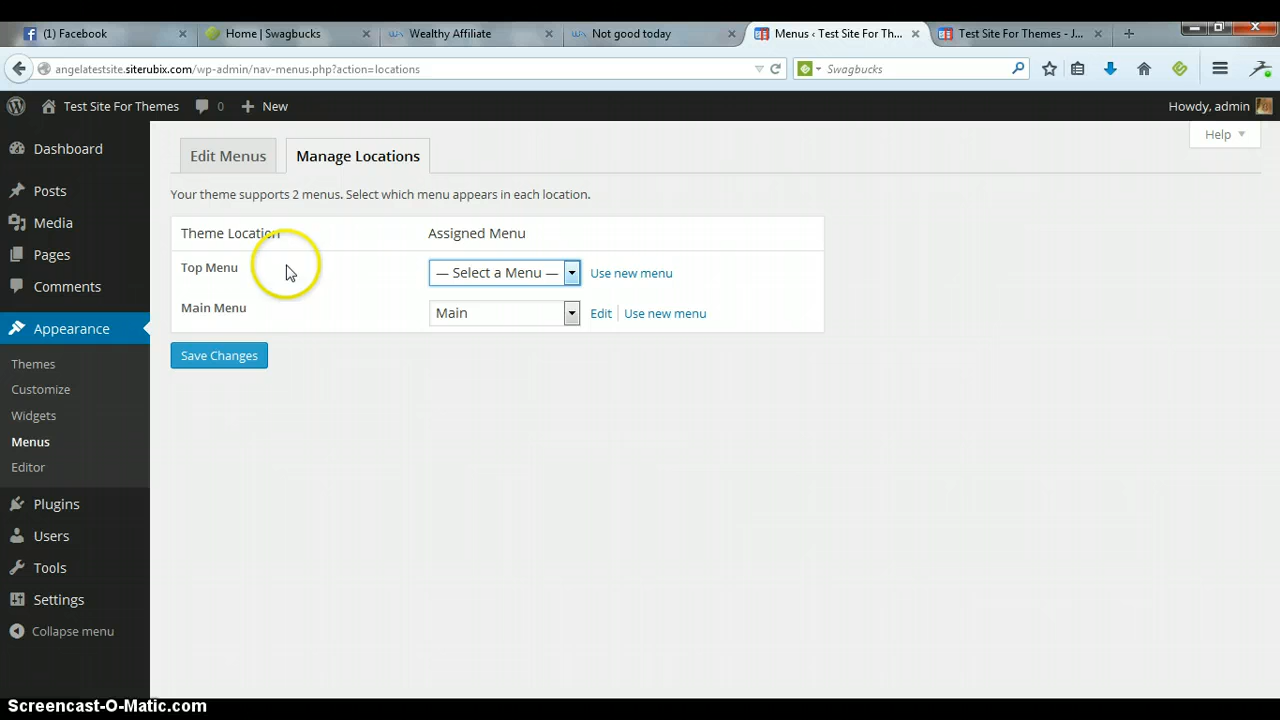 (1) Facebook
Home | Swagbucks
Wealthy Affiliate
Not good today
Menus ‹ Test Site For Th...
Test Site For Themes - J...
angelatestsite.siterubix.com/wp-admin/nav-menus.php?action=locations
Swagbucks
Test Site For Themes
0
New
Howdy, admin
Help
Dashboard
Posts
Media
Pages
Comments
Appearance
Themes
Customize
Widgets
Menus
Editor
Plugins
Users
Tools
Settings
Collapse menu
Edit Menus
Manage Locations
Your theme supports 2 menus. Select which menu appears in each location.
Theme Location Assigned Menu
Top Menu — Select a Menu — Use new menu
Main Menu Main Edit | Use new menu
Save Changes
Screencast-O-Matic.com